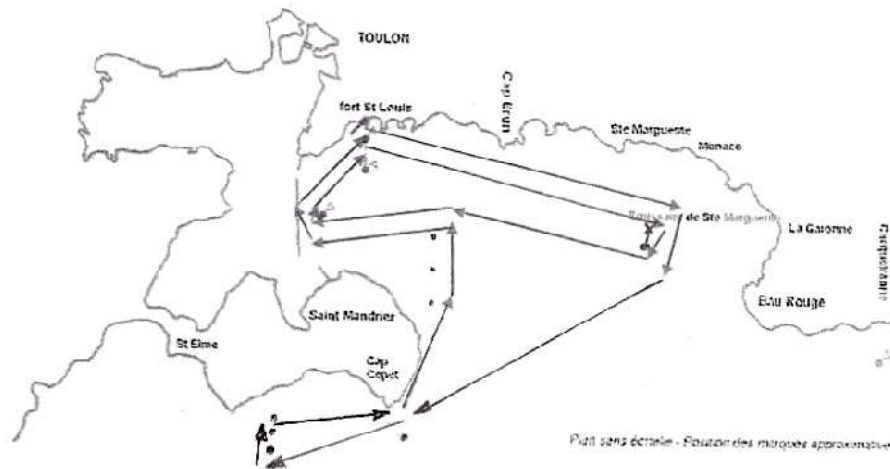 TOULON
fort St Louis
Cap Brun
Ste Marguerite
Monaco
de Ste Marguerite
La Garonne
Carqueiranne
Eau Rouge
Saint Mandrier
St Elme
Cap
Cepet
Plan sans échelle - Position des marques approximative